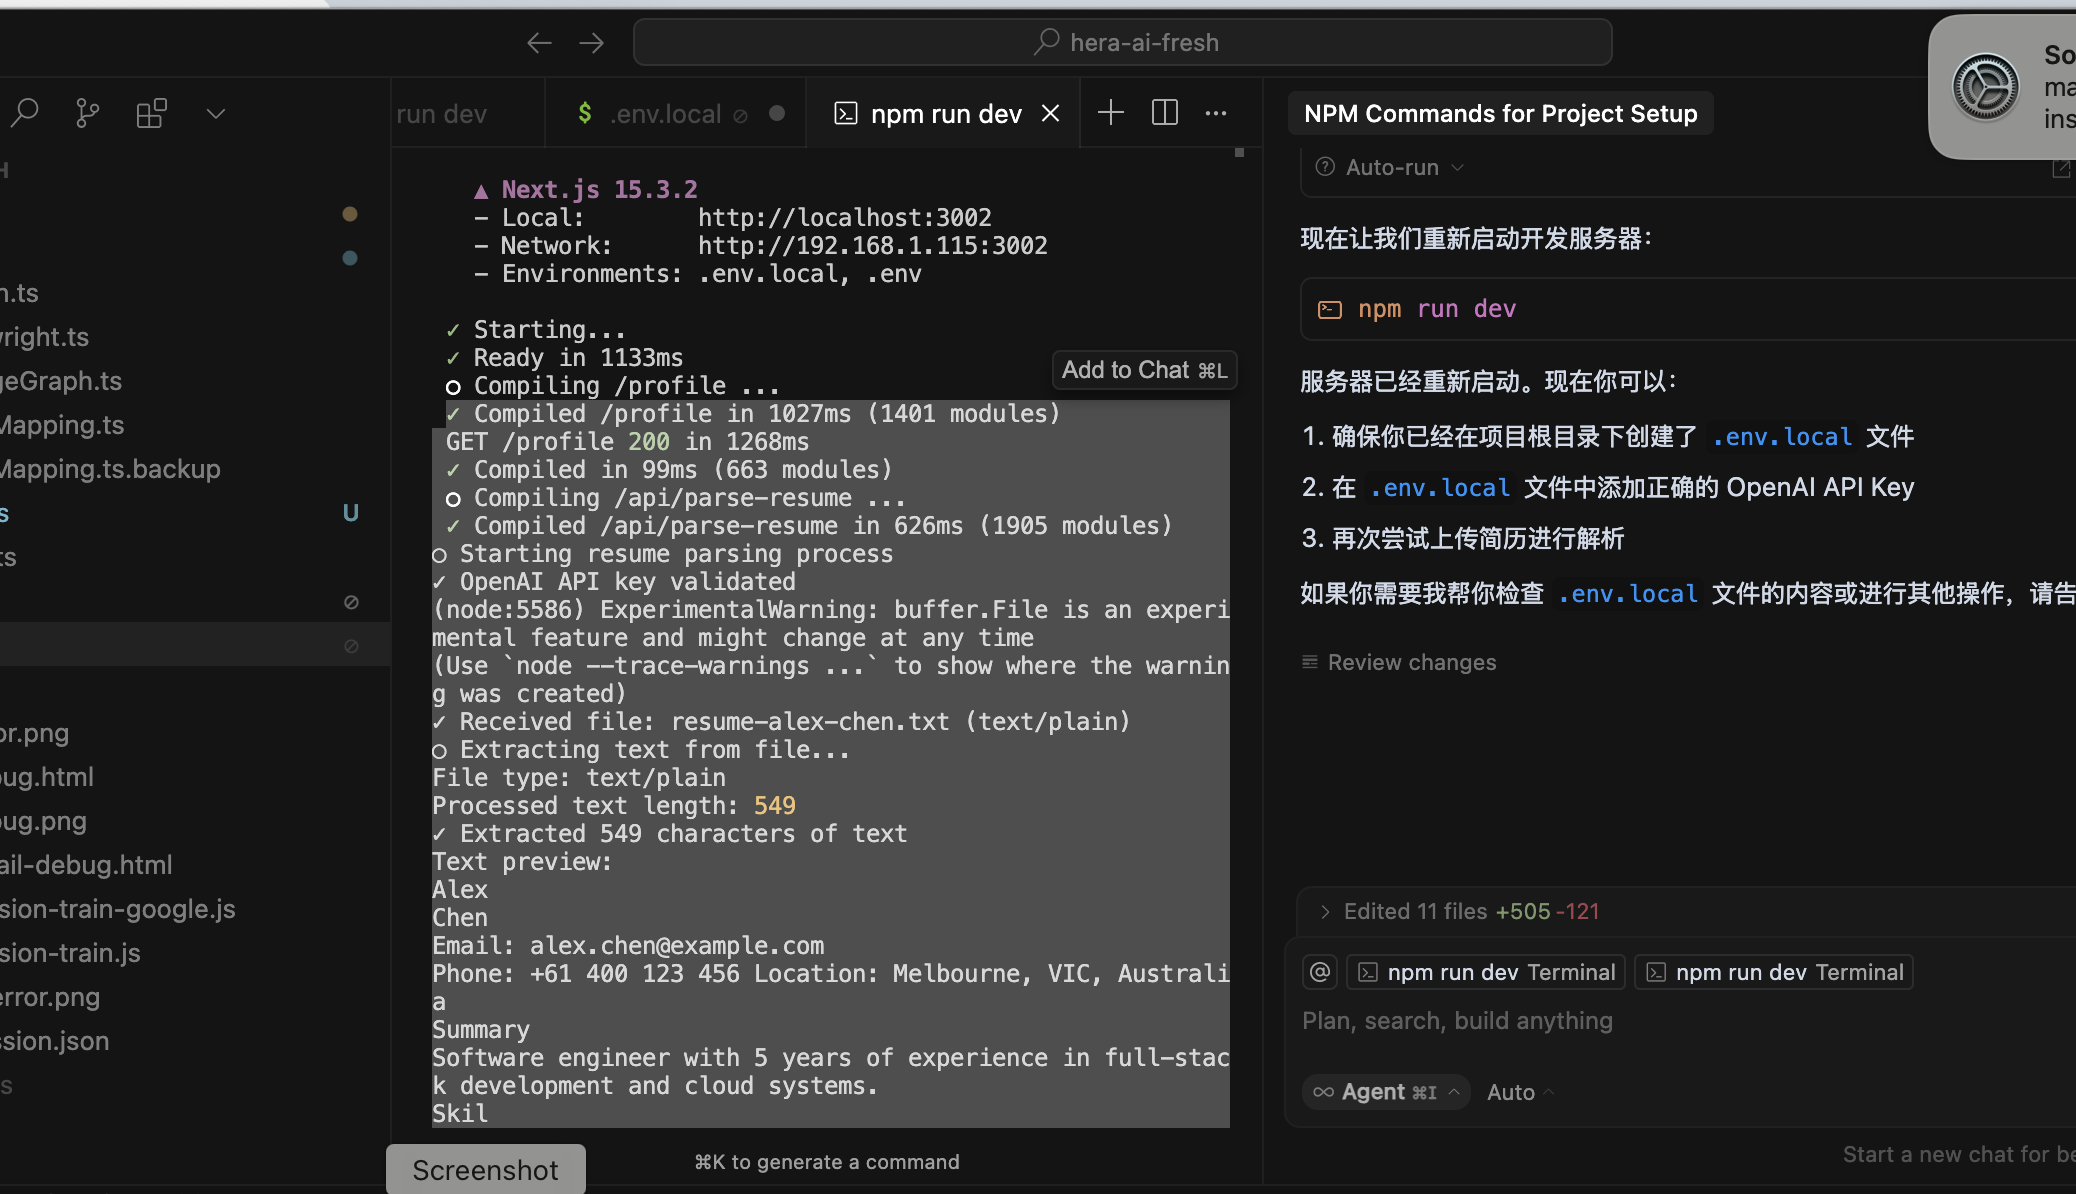 hera-ai-fresh
run dev
$ .env.local
npm run dev
NPM Commands for Project Setup
So
ma
ins
Auto-run
n.ts
right.ts
eGraph.ts
Mapping.ts
Mapping.ts.backup
s
U
ts
or.png
ug.html
ug.png
ail-debug.html
sion-train-google.js
sion-train.js
error.png
ssion.json
s
▲ Next.js 15.3.2
- Local: http://localhost:3002
- Network: http://192.168.1.115:3002
- Environments: .env.local, .env
✓ Starting...
✓ Ready in 1133ms
○ Compiling /profile ...
Add to Chat ⌘L
✓ Compiled /profile in 1027ms (1401 modules)
GET /profile 200 in 1268ms
✓ Compiled in 99ms (663 modules)
○ Compiling /api/parse-resume ...
✓ Compiled /api/parse-resume in 626ms (1905 modules)
○ Starting resume parsing process
✓ OpenAI API key validated
(node:5586) ExperimentalWarning: buffer.File is an experi
mental feature and might change at any time
(Use `node --trace-warnings ...` to show where the warnin
g was created)
✓ Received file: resume-alex-chen.txt (text/plain)
○ Extracting text from file...
File type: text/plain
Processed text length: 549
✓ Extracted 549 characters of text
Text preview:
Alex
Chen
Email: alex.chen@example.com
Phone: +61 400 123 456 Location: Melbourne, VIC, Australi
a
Summary
Software engineer with 5 years of experience in full-stac
k development and cloud systems.
Skil
⌘K to generate a command
Screenshot
现在让我们重新启动开发服务器：
npm run dev
服务器已经重新启动。现在你可以：
1. 确保你已经在项目根目录下创建了 .env.local 文件
2. 在 .env.local 文件中添加正确的 OpenAI API Key
3. 再次尝试上传简历进行解析
如果你需要我帮你检查 .env.local 文件的内容或进行其他操作，请告
Review changes
Edited 11 files +505 -121
@ npm run dev Terminal npm run dev Terminal
Plan, search, build anything
∞ Agent ⌘I Auto
Start a new chat for be